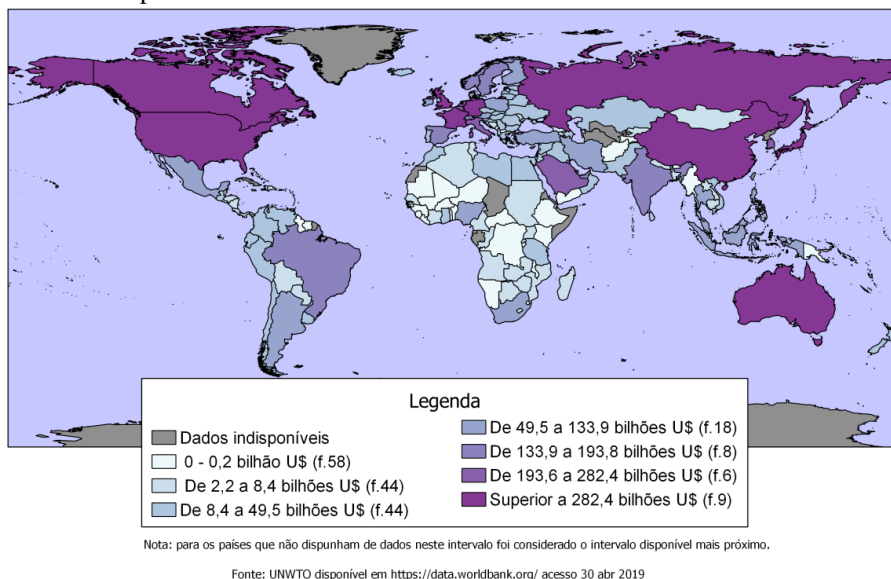 Legenda
Dados indisponíveis
0 - 0,2 bilhão U$ (f.58)
De 2,2 a 8,4 bilhões U$ (f.44)
De 8,4 a 49,5 bilhões U$ (f.44)
De 49,5 a 133,9 bilhões U$ (f.18)
De 133,9 a 193,8 bilhões U$ (f.8)
De 193,6 a 282,4 bilhões U$ (f.6)
Superior a 282,4 bilhões U$ (f.9)
Nota: para os países que não dispunham de dados neste intervalo foi considerado o intervalo disponível mais próximo.
Fonte: UNWTO disponível em https://data.worldbank.org/ acesso 30 abr 2019